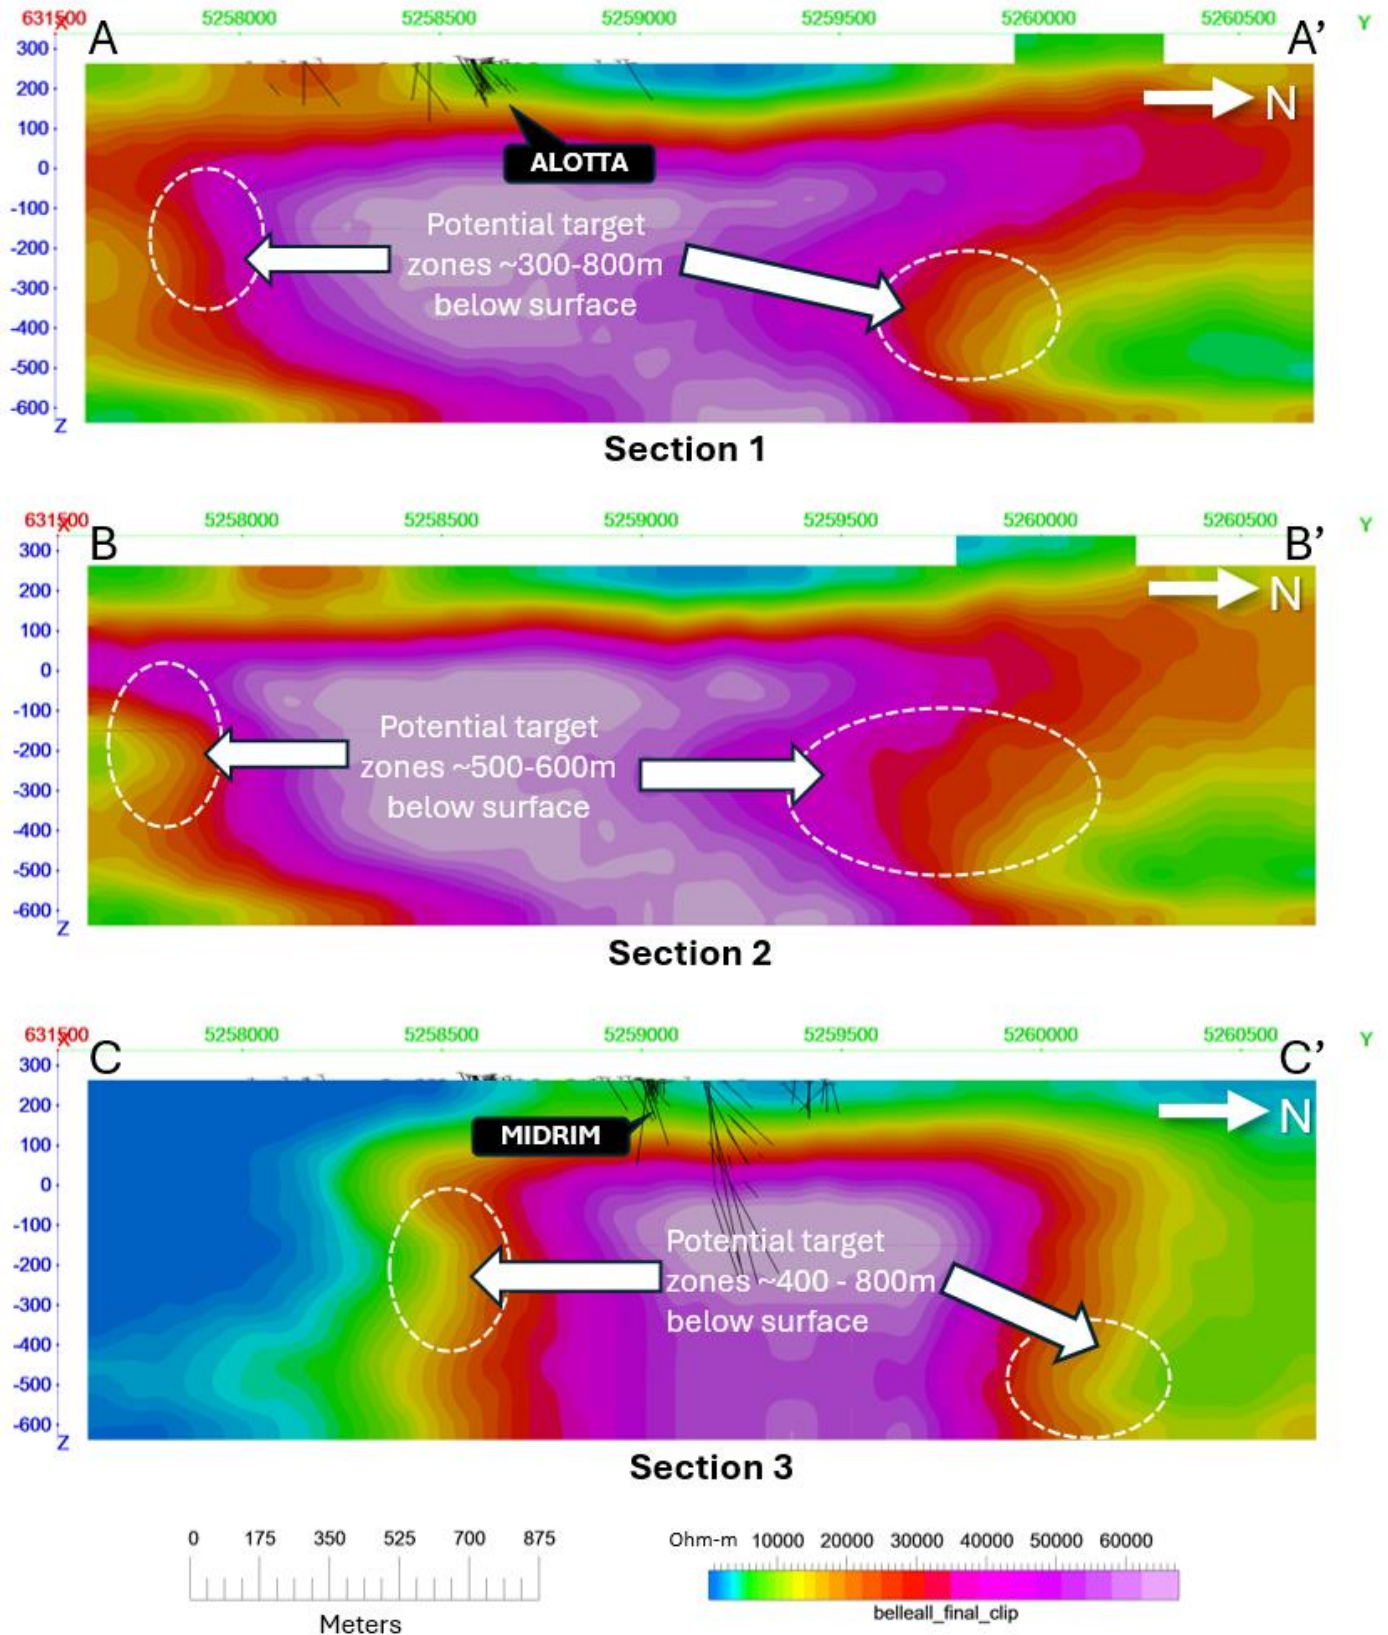 631500 5258000 5258500 5259000 5259500 5260000 5260500 Y
X
A A’
300
200
N
100
ALOTTA
0
-100
Potential target
-200
zones ~300-800m
-300
below surface
-400
-500
-600
Z
Section 1
631500 5258000 5258500 5259000 5259500 5260000 5260500 Y
X
B B’
300
200
N
100
0
-100
Potential target
-200
zones ~500-600m
-300
below surface
-400
-500
-600
Z
Section 2
631500 5258000 5258500 5259000 5259500 5260000 5260500 Y
X
C C’
300
200
N
MIDRIM
100
0
-100
Potential target
-200
zones ~400 - 800m
-300
below surface
-400
-500
-600
Z
Section 3
0 175 350 525 700 875
Meters
Ohm-m 10000 20000 30000 40000 50000 60000
belleall_final_clip